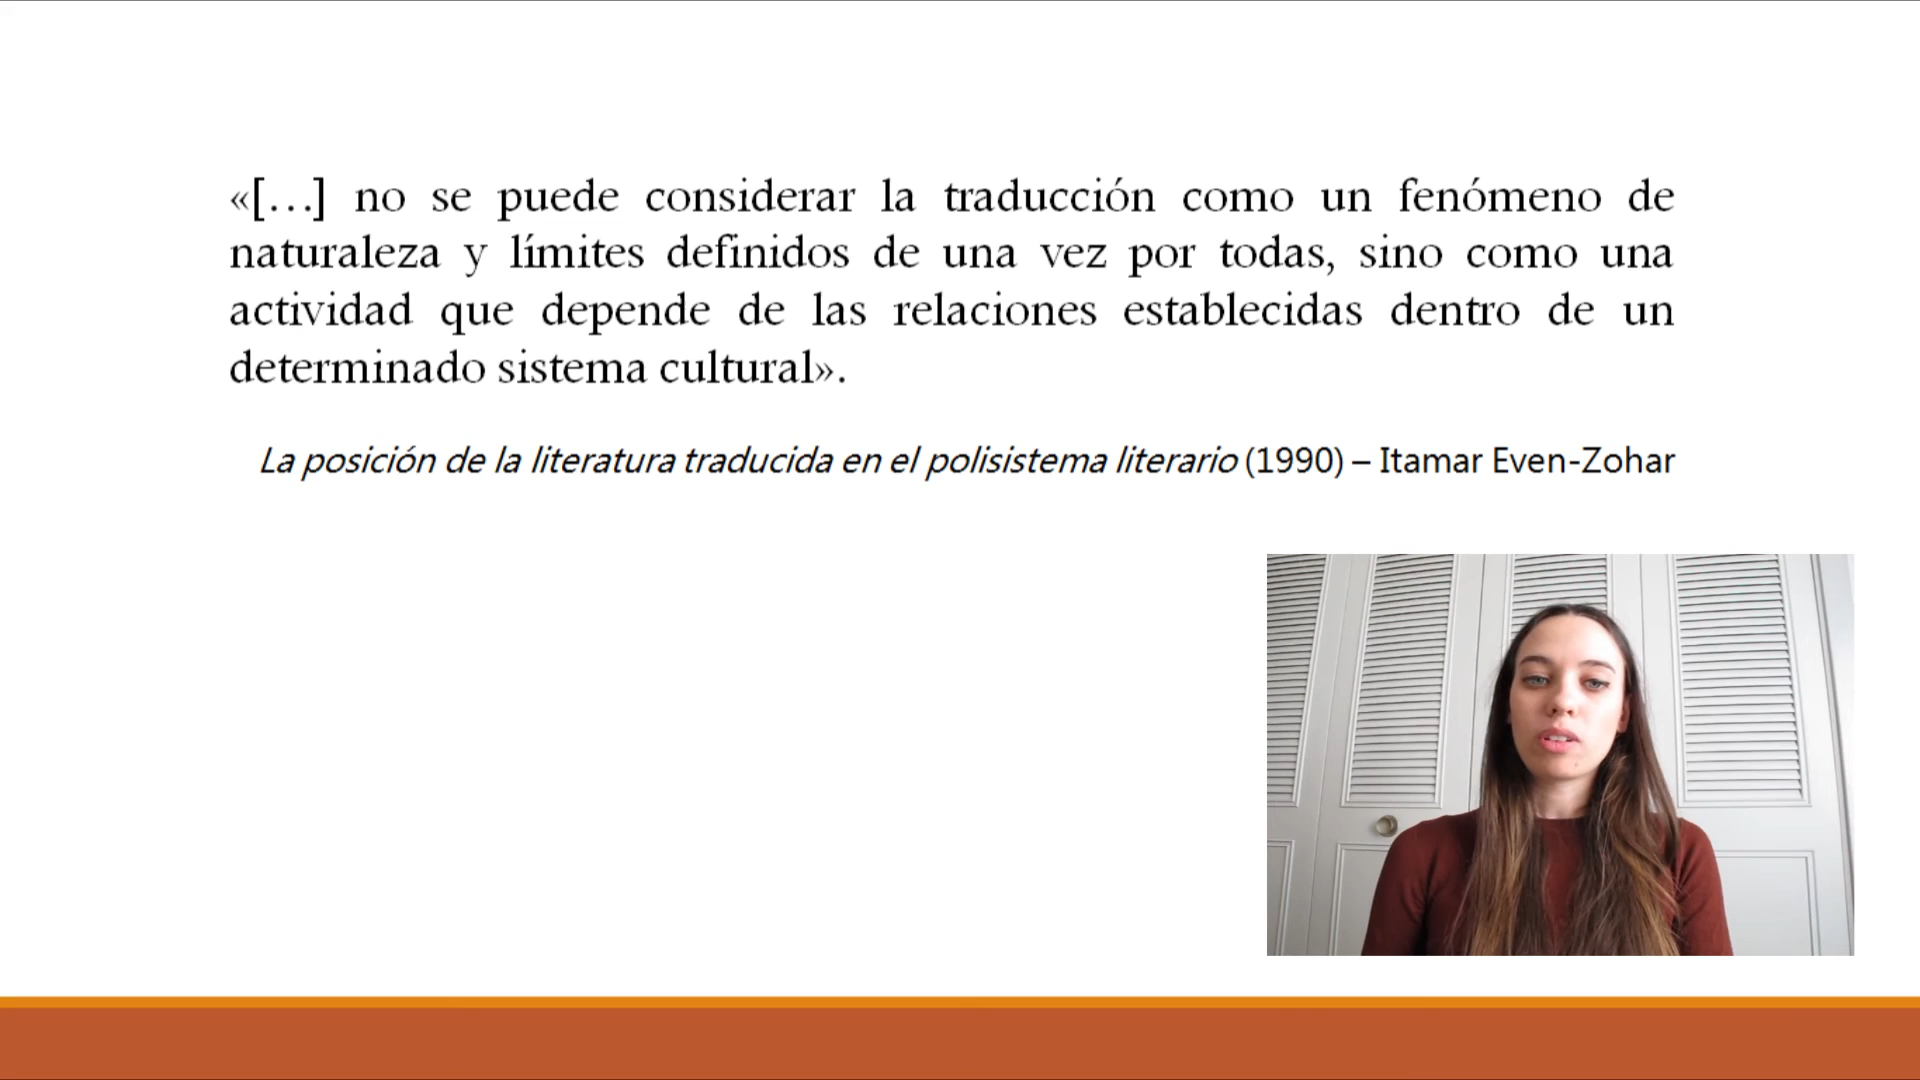 «[…] no se puede considerar la traducción como un fenómeno de
naturaleza y límites definidos de una vez por todas, sino como una
actividad que depende de las relaciones establecidas dentro de un
determinado sistema cultural».
La posición de la literatura traducida en el polisistema literario (1990) – Itamar Even-Zohar